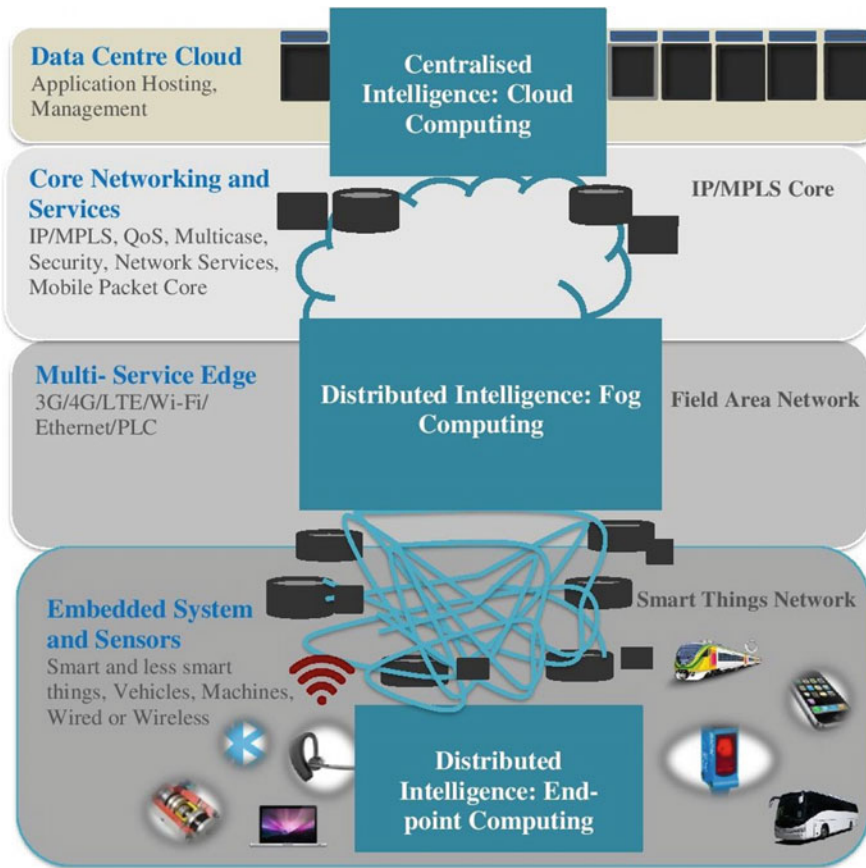 Data Centre Cloud
Application Hosting,
Management
Centralised
Intelligence: Cloud
Computing
Core Networking and
Services
IP/MPLS, QoS, Multicase,
Security, Network Services,
Mobile Packet Core
IP/MPLS Core
Multi- Service Edge
3G/4G/LTE/Wi-Fi/
Ethernet/PLC
Distributed Intelligence: Fog
Computing
Field Area Network
Embedded System
and Sensors
Smart and less smart
things, Vehicles, Machines,
Wired or Wireless
Smart Things Network
Distributed
Intelligence: End-
point Computing